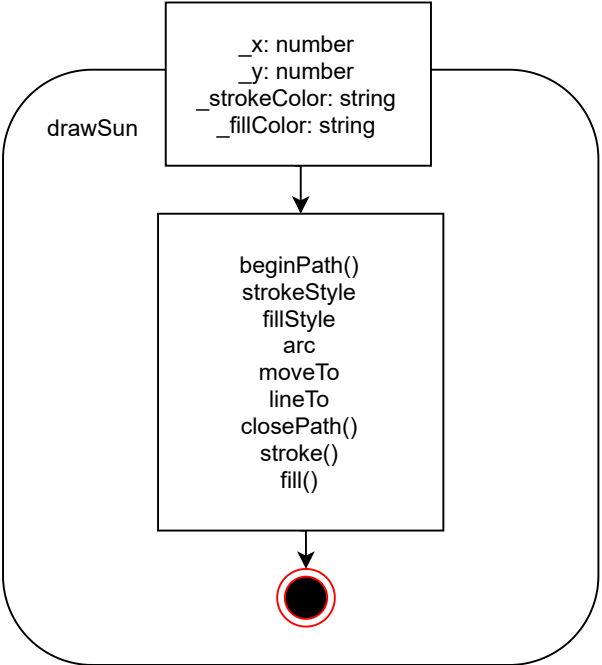 _x: number
_y: number
_strokeColor: string
_fillColor: string
drawSun
beginPath()
strokeStyle
fillStyle
arc
moveTo
lineTo
closePath()
stroke()
fill()